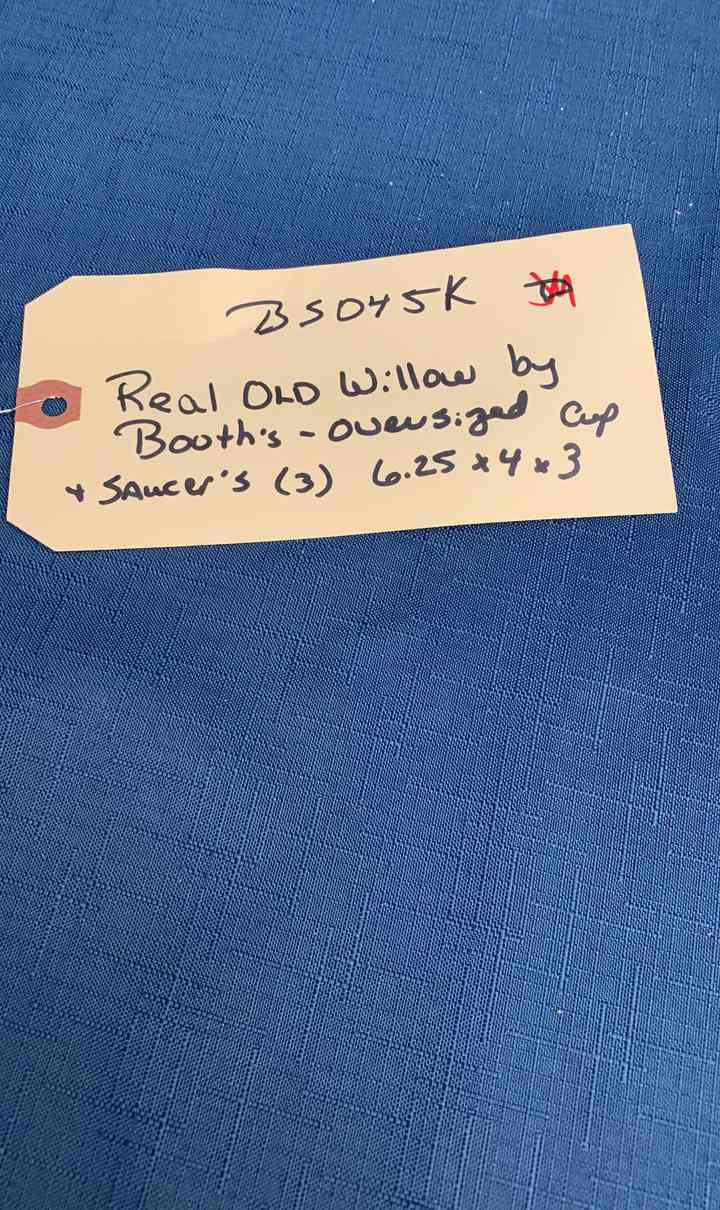 BS045K
Real OLD Willow by
Booth's - oversized Cup
+ SAucer's (3) 6.25 x 4 x 3